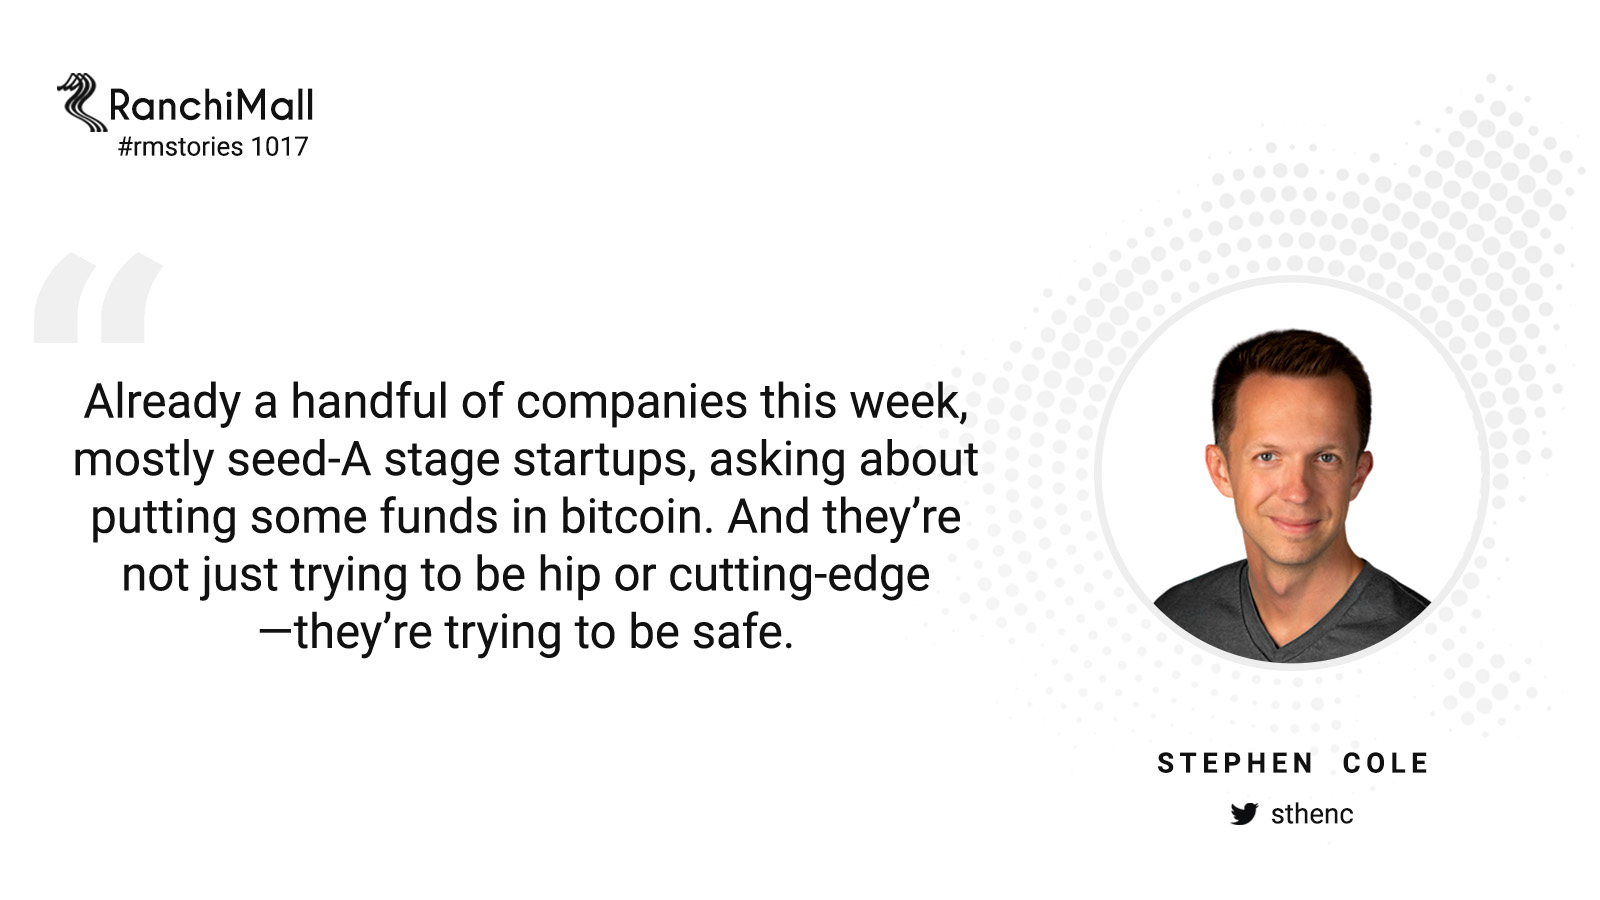 RanchiMall
#rmstories 1017
“
Already a handful of companies this week,
mostly seed-A stage startups, asking about
putting some funds in bitcoin. And they’re
not just trying to be hip or cutting-edge
—they’re trying to be safe.
STEPHEN COLE
sthenc